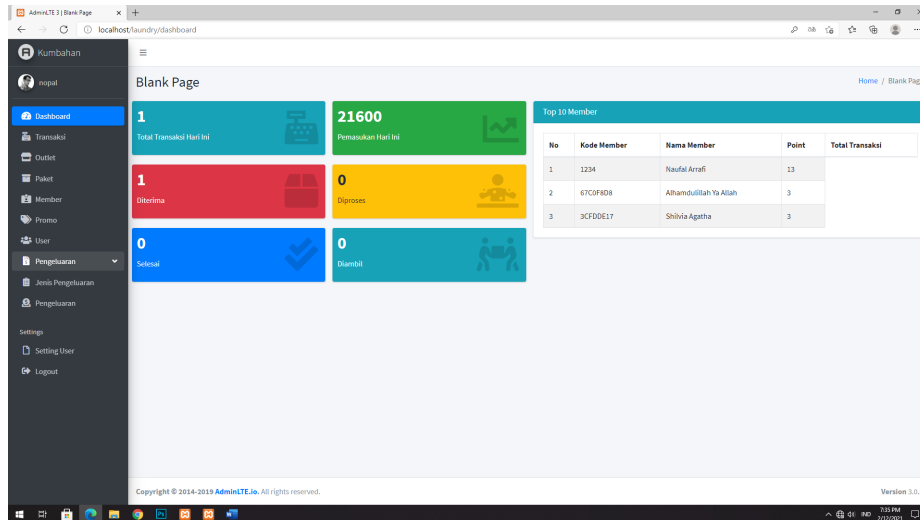 AdminLTE 3 | Blank Page
localhost/laundry/dashboard
Kumbahan
nopal
Dashboard
Transaksi
Outlet
Paket
Member
Promo
User
Pengeluaran
Jenis Pengeluaran
Pengeluaran
Settings
Setting User
Logout
Blank Page
Home / Blank Pag
1
Total Transaksi Hari Ini
21600
Pemasukan Hari Ini
1
Diterima
0
Diproses
0
Selesai
0
Diambil
Top 10 Member
No Kode Member Nama Member Point Total Transaksi
1 1234 Naufal Arrafi 13
2 67C0F8D8 Alhamdulillah Ya Allah 3
3 3CFDDE17 Shilvia Agatha 3
Copyright © 2014-2019 AdminLTE.io. All rights reserved.
Version 3.0.
IND
7:35 PM
2/12/2021